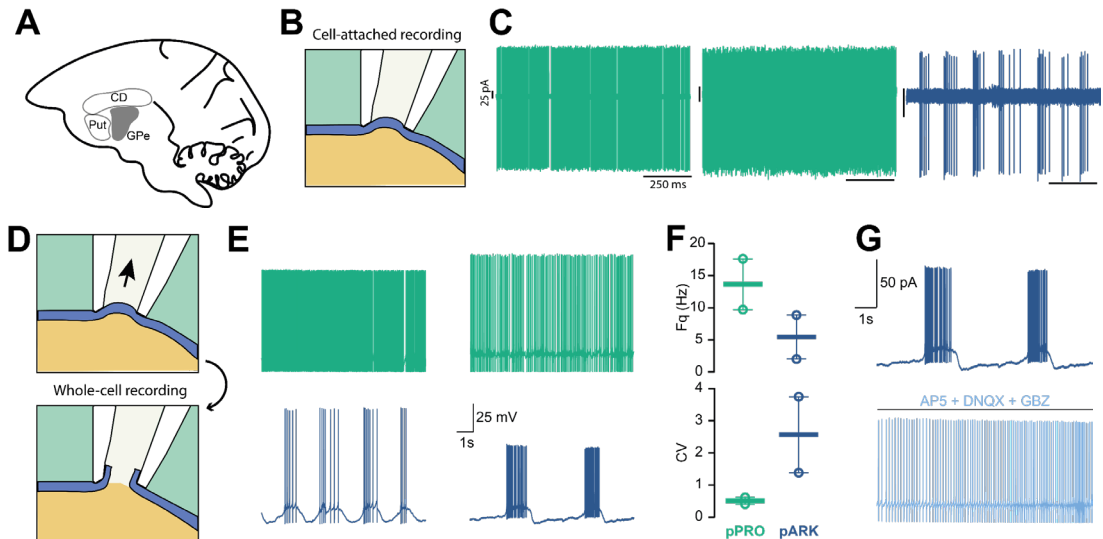 A
CD
Put
GPe
B
Cell-attached recording
C
25 pA
250 ms
D
Whole-cell recording
E
25 mV
1s
F
20
15
10
5
0
Fq (Hz)
4
3
2
1
0
CV
pPRO pARK
G
50 pA
1s
AP5 + DNQX + GBZ